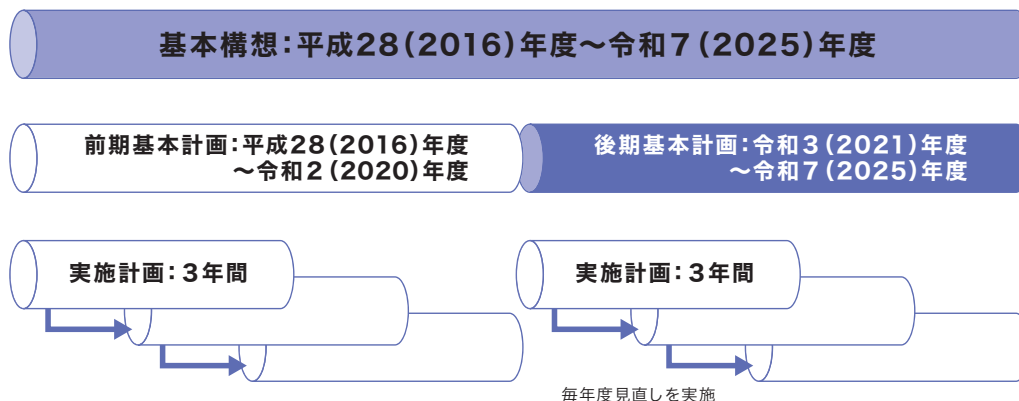 基本構想：平成28（2016）年度～令和7（2025）年度
前期基本計画：平成28（2016）年度
～令和2（2020）年度
後期基本計画：令和3（2021）年度
～令和7（2025）年度
実施計画：3年間
実施計画：3年間
毎年度見直しを実施